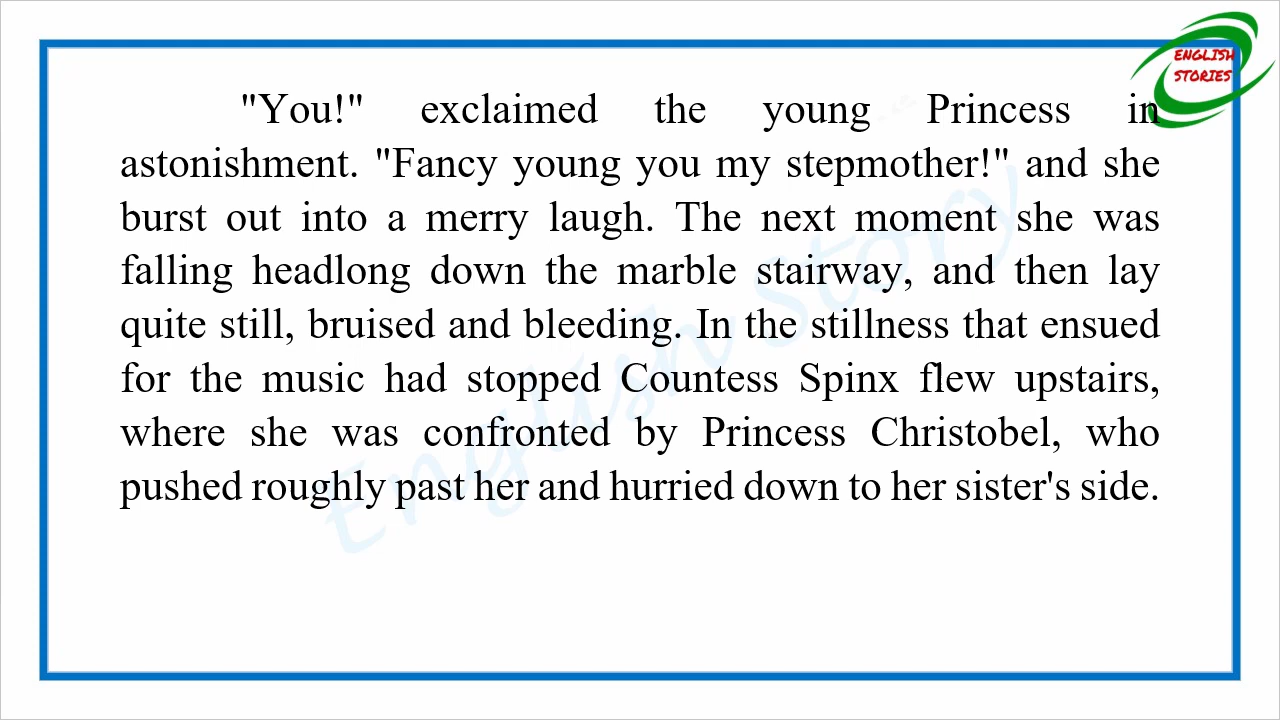 ENGLISH
STORIES
"You!" exclaimed the young Princess in
astonishment. "Fancy young you my stepmother!" and she
burst out into a merry laugh. The next moment she was
falling headlong down the marble stairway, and then lay
quite still, bruised and bleeding. In the stillness that ensued
for the music had stopped Countess Spinx flew upstairs,
where she was confronted by Princess Christobel, who
pushed roughly past her and hurried down to her sister's side.
English Story